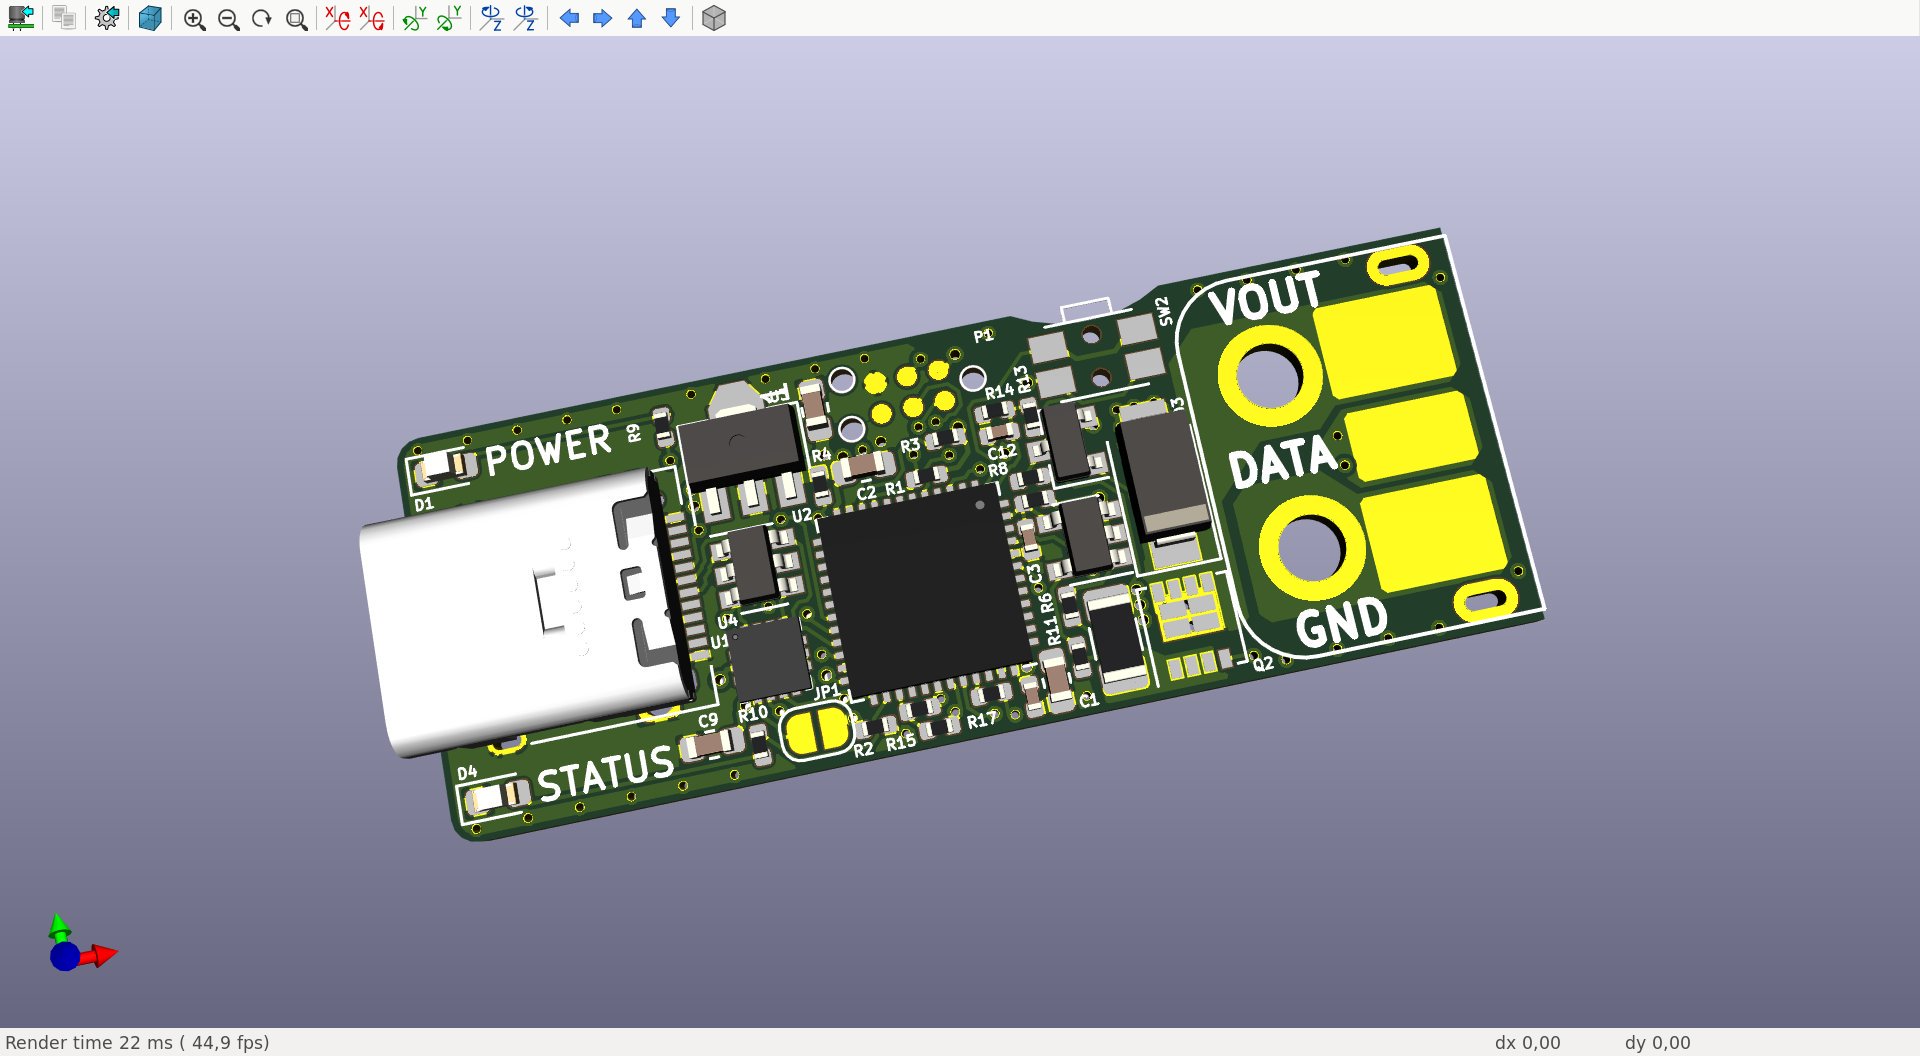 P1
SW2
VOUT
R13
R14
POWER
R9
R3
R4
C12
R8
D1
C2
R1
U2
DATA
C3
U4
R6
U1
R11
GND
Q2
JP1
C9
R10
C1
R17
R15
R2
D4
STATUS
Render time 22 ms ( 44,9 fps)
dx 0,00
dy 0,00